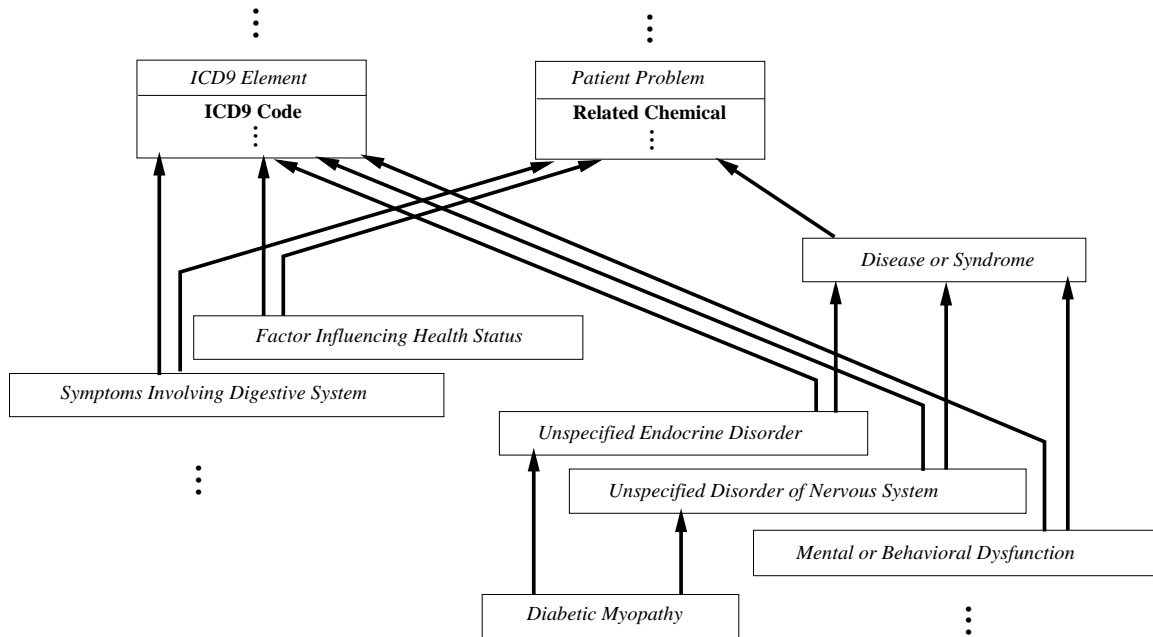 ICD9 Element
ICD9 Code
Patient Problem
Related Chemical
Disease or Syndrome
Factor Influencing Health Status
Symptoms Involving Digestive System
Unspecified Endocrine Disorder
Unspecified Disorder of Nervous System
Mental or Behavioral Dysfunction
Diabetic Myopathy